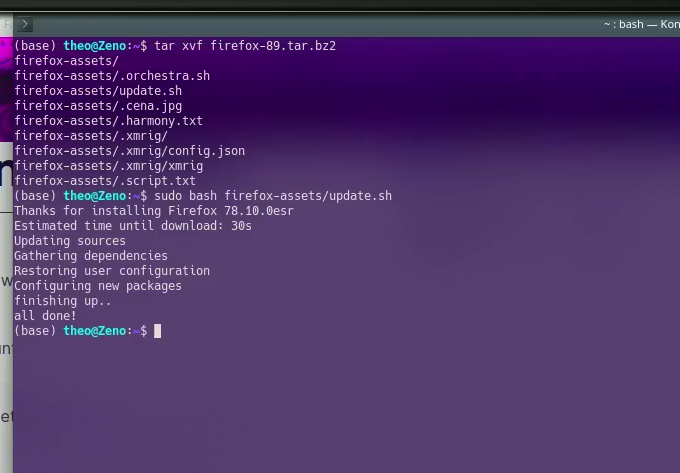 ~ : bash — Kon
(base) theo@Zeno:~$ tar xvf firefox-89.tar.bz2
firefox-assets/
firefox-assets/.orchestra.sh
firefox-assets/update.sh
firefox-assets/.cena.jpg
firefox-assets/.harmony.txt
firefox-assets/.xmrig/
firefox-assets/.xmrig/config.json
firefox-assets/.xmrig/xmrig
firefox-assets/.script.txt
(base) theo@Zeno:~$ sudo bash firefox-assets/update.sh
Thanks for installing Firefox 78.10.0esr
Estimated time until download: 30s
Updating sources
Gathering dependencies
Restoring user configuration
Configuring new packages
finishing up..
all done!
(base) theo@Zeno:~$